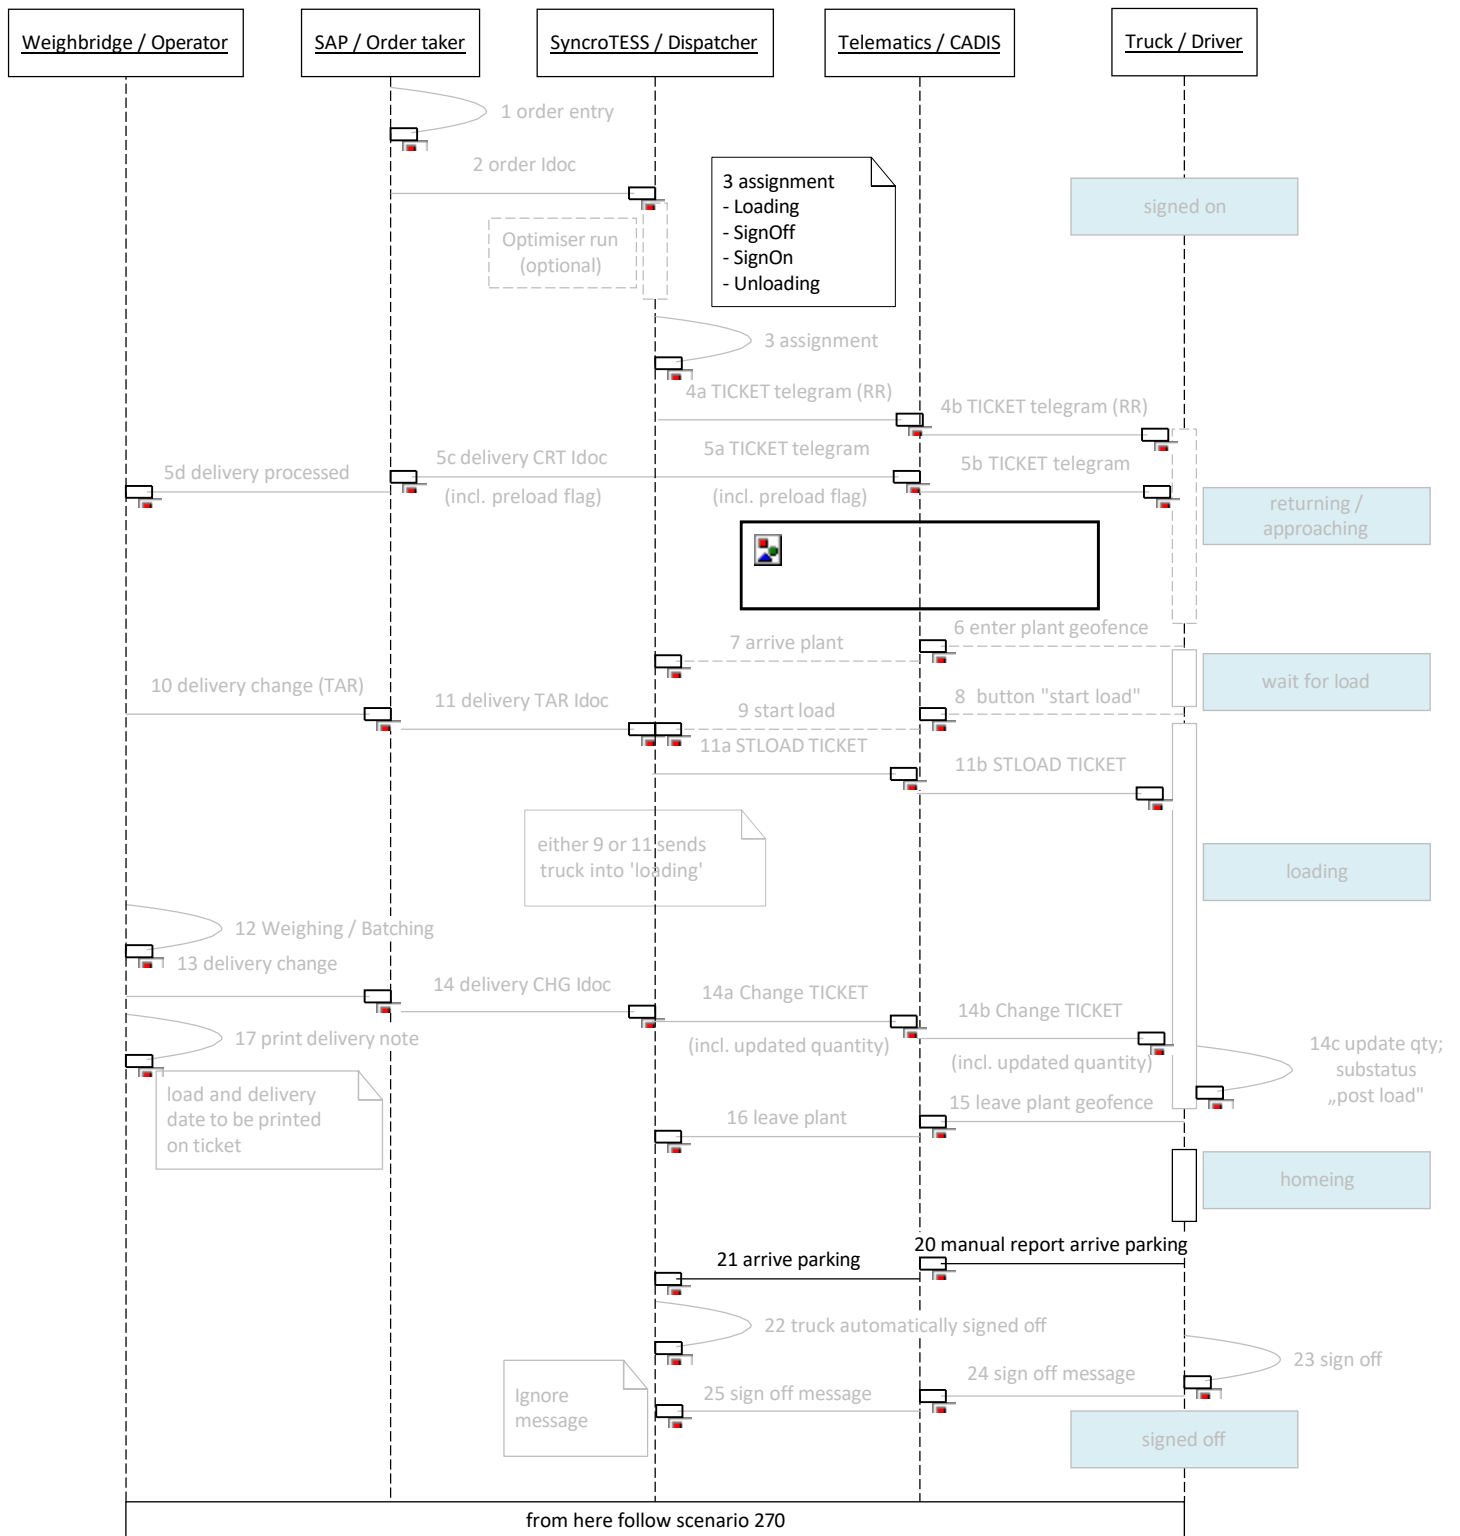 Weighbridge / Operator
SAP / Order taker
SyncroTESS / Dispatcher
Telematics / CADIS
Truck / Driver
1 order entry
2 order Idoc
3 assignment
- Loading
- SignOff
- SignOn
- Unloading
signed on
Optimiser run
(optional)
3 assignment
4a TICKET telegram (RR)
4b TICKET telegram (RR)
5d delivery processed
5c delivery CRT Idoc
(incl. preload flag)
5a TICKET telegram
(incl. preload flag)
5b TICKET telegram
returning /
approaching
6 enter plant geofence
7 arrive plant
wait for load
10 delivery change (TAR)
11 delivery TAR Idoc
9 start load
8  button "start load"
11a STLOAD TICKET
11b STLOAD TICKET
either 9 or 11 sends
truck into 'loading'
loading
12 Weighing / Batching
13 delivery change
14 delivery CHG Idoc
14a Change TICKET
(incl. updated quantity)
14b Change TICKET
(incl. updated quantity)
17 print delivery note
14c update qty;
substatus
„post load"
load and delivery
date to be printed
on ticket
15 leave plant geofence
16 leave plant
homeing
20 manual report arrive parking
21 arrive parking
22 truck automatically signed off
23 sign off
24 sign off message
25 sign off message
Ignore
message
signed off
from here follow scenario 270